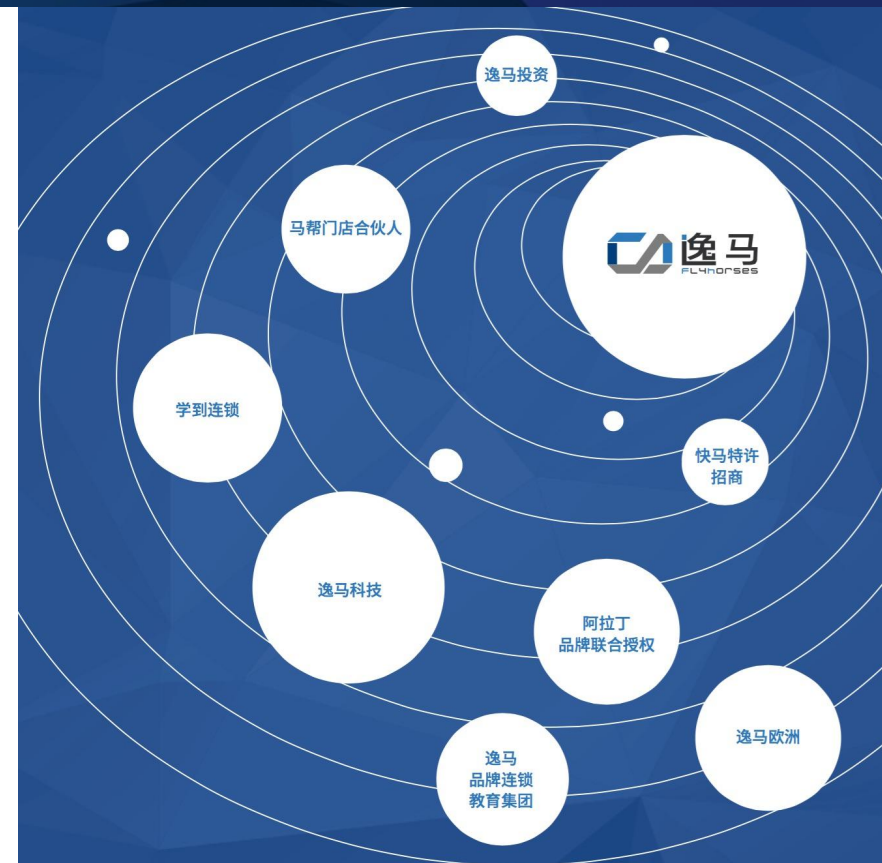 逸马投资
马帮门店合伙人
逸马
FLYHORSES
学到连锁
快马特许
招商
逸马科技
阿拉丁
品牌联合授权
逸马欧洲
逸马
品牌连锁
教育集团